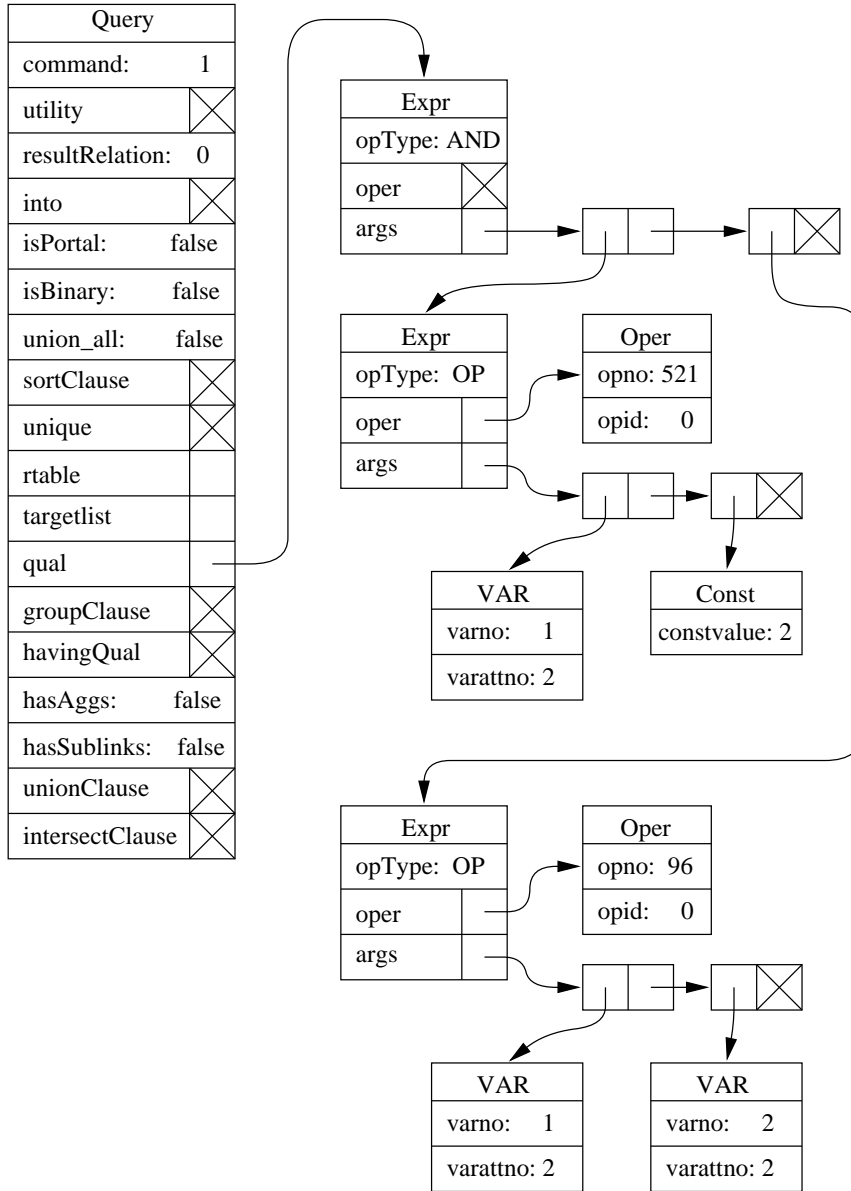 Query
command: 1
utility
resultRelation: 0
into
isPortal: false
isBinary: false
union_all: false
sortClause
unique
rtable
targetlist
qual
groupClause
havingQual
hasAggs: false
hasSublinks: false
unionClause
intersectClause
Expr
opType: AND
oper
args
Expr
opType: OP
oper
args
Oper
opno: 521
opid: 0
VAR
varno: 1
varattno: 2
Const
constvalue: 2
Expr
opType: OP
oper
args
Oper
opno: 96
opid: 0
VAR
varno: 1
varattno: 2
VAR
varno: 2
varattno: 2